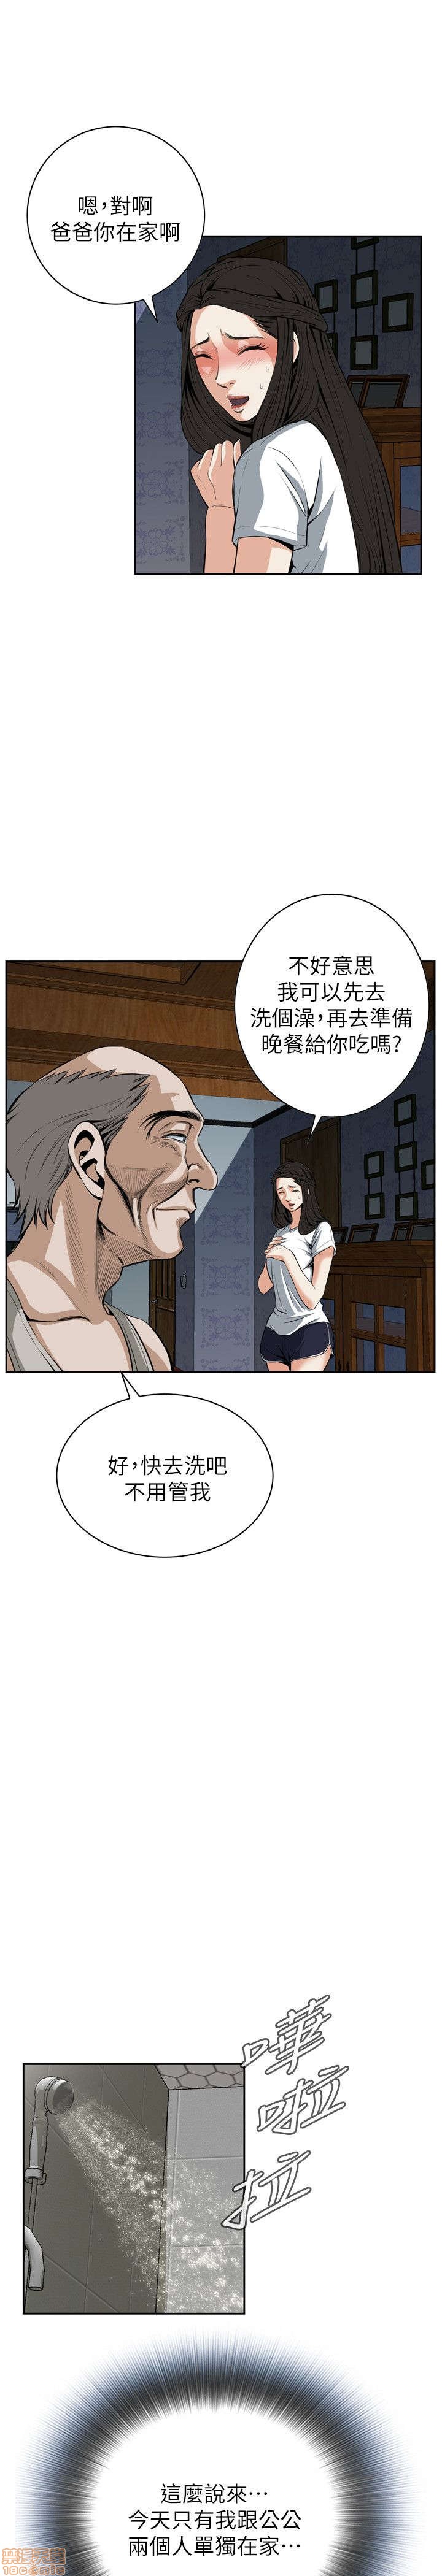 嗯，對啊
爸爸你在家啊
不好意思
我可以先去
洗個澡，再去準備
晚餐給你吃嗎？
好，快去洗吧
不用管我
嘩
啦
拉
這麼說來…
今天只有我跟公公
兩個人單獨在家…